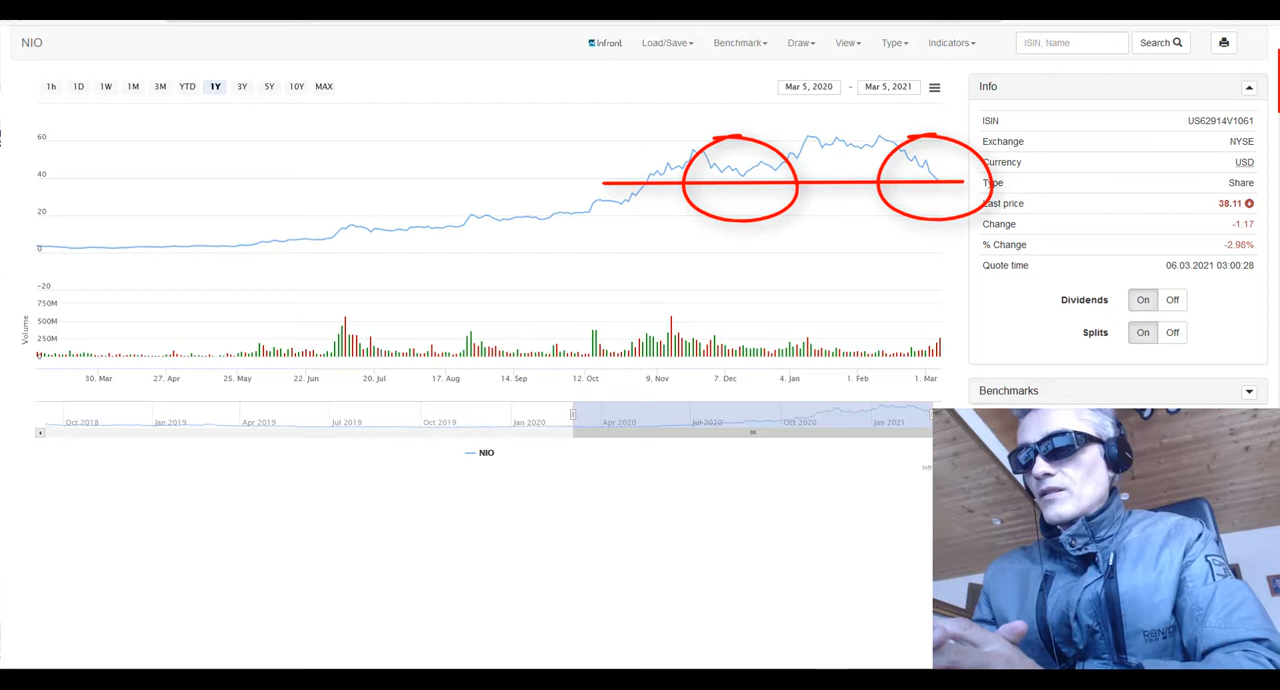 NIO
Infront
Load/Save
Benchmark
Draw
View
Type
Indicators
ISIN, Name
Search
1h 1D 1W 1M 3M YTD 1Y 3Y 5Y 10Y MAX
Mar 5, 2020 - Mar 5, 2021
60
40
20
0
-20
750M
500M
250M
Volume
30. Mar 27. Apr 25. May 22. Jun 20. Jul 17. Aug 14. Sep 12. Oct 9. Nov 7. Dec 4. Jan 1. Feb 1. Mar
Oct 2018 Jan 2019 Apr 2019 Jul 2019 Oct 2019 Jan 2020 Apr 2020 Jul 2020 Oct 2020 Jan 2021
NIO
Info
ISIN US62914V1061
Exchange NYSE
Currency USD
Type Share
Last price 38.11
Change -1.17
% Change -2.98%
Quote time 06.03.2021 03:00:28
Dividends On Off
Splits On Off
Benchmarks